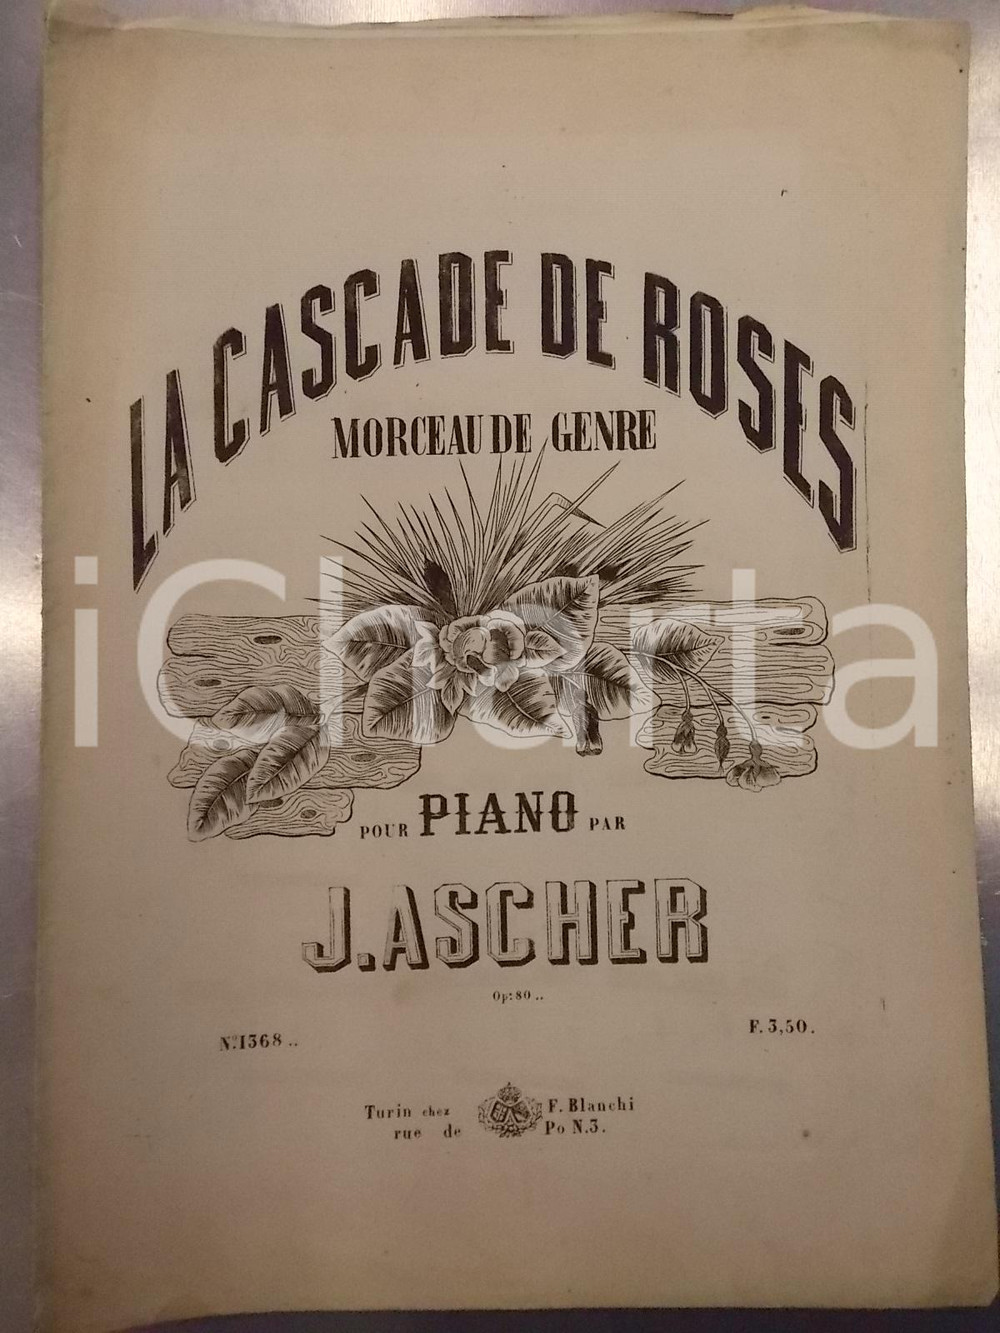 LA CASCADE DE ROSES
MORCEAU DE GENRE
iCharta
POUR PIANO PAR
J. ASCHER
Op: 80 ..
N.º 1368 ..
F. 3,50.
Turin chez F. Blanchi
rue de Po N.3.